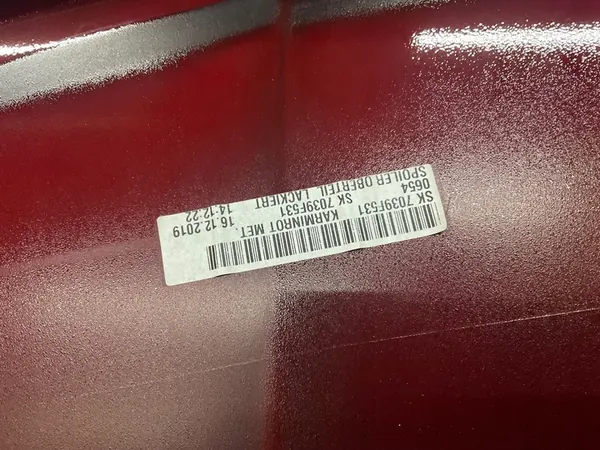 SK 7039F531 KARMINROT MET.
0654 SK 7039F531 16.12.2019
SPOILER OBERTEIL LACKIERT 14:12:22